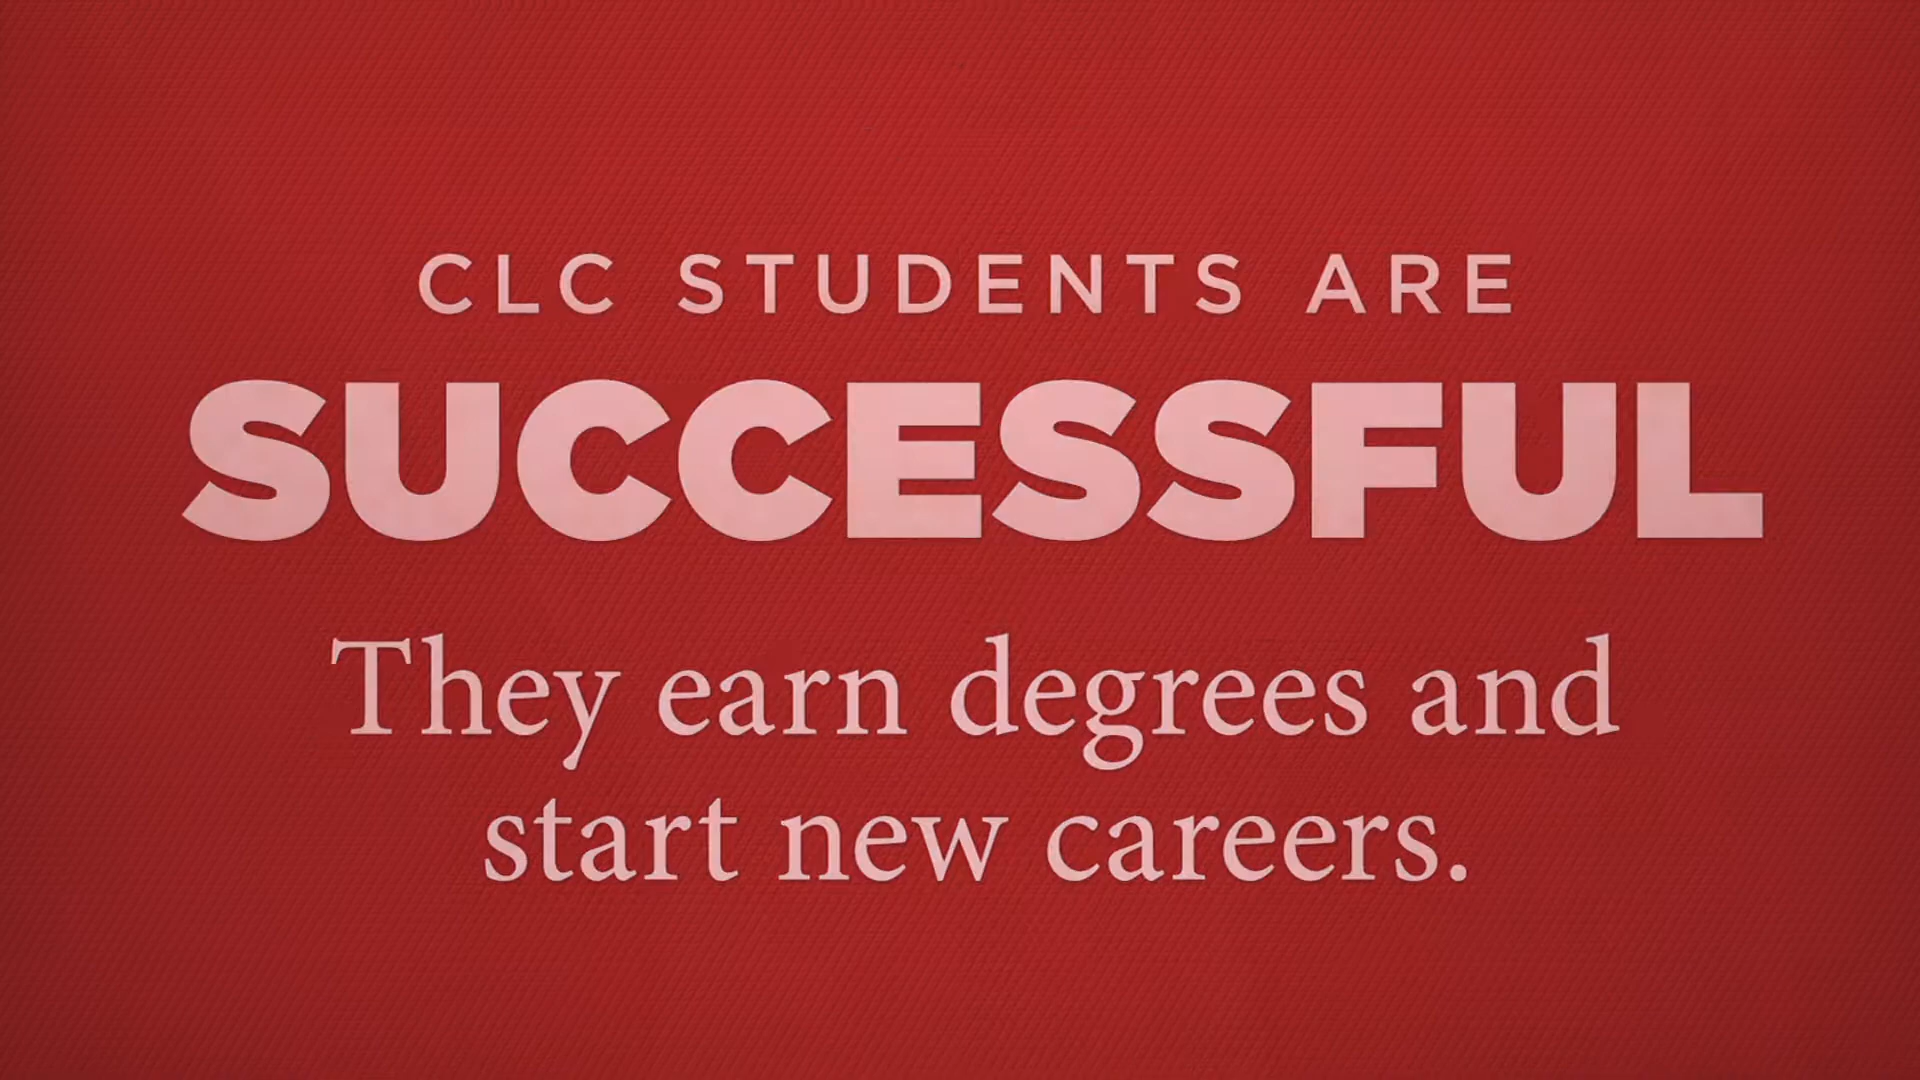 CLC STUDENTS ARE
SUCCESSFUL
They earn degrees and
start new careers.